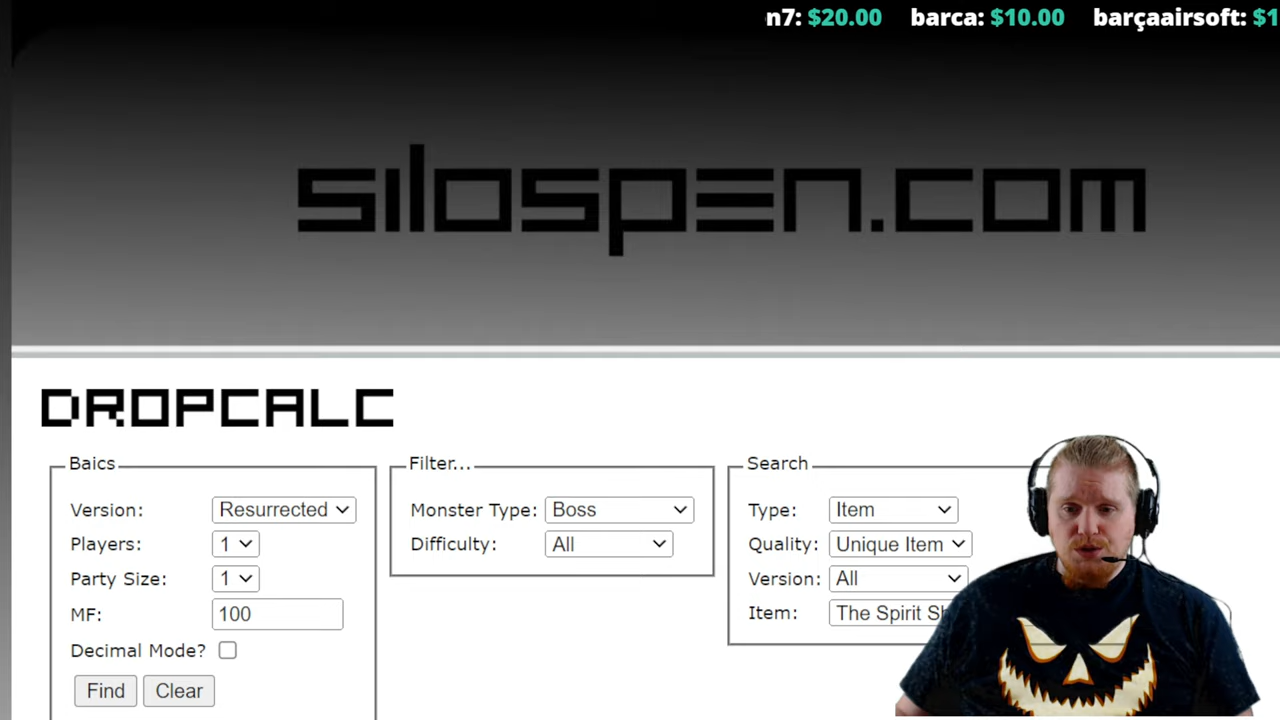 n7: $20.00 barca: $10.00 barçaairsoft: $1
silospen.com
DROPCALC
Baics
Version: Resurrected
Players: 1
Party Size: 1
MF: 100
Decimal Mode?
Find Clear
Filter...
Monster Type: Boss
Difficulty: All
Search
Type: Item
Quality: Unique Item
Version: All
Item: The Spirit Sh